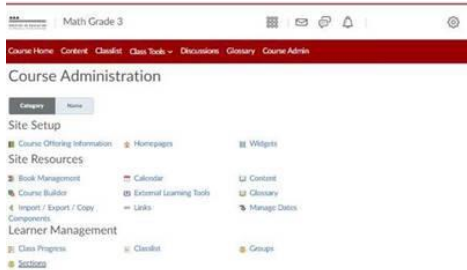 Math Grade 3
Course Home Content Classlist Class Tools Discussions Glossary Course Admin
Course Administration
Category Name
Site Setup
Course Offering Information Homepages Widgets
Site Resources
Book Management Calendar Content
Course Builder External Learning Tools Glossary
Import / Export / Copy Components Links Manage Dates
Learner Management
Class Progress Classlist Groups
Sections